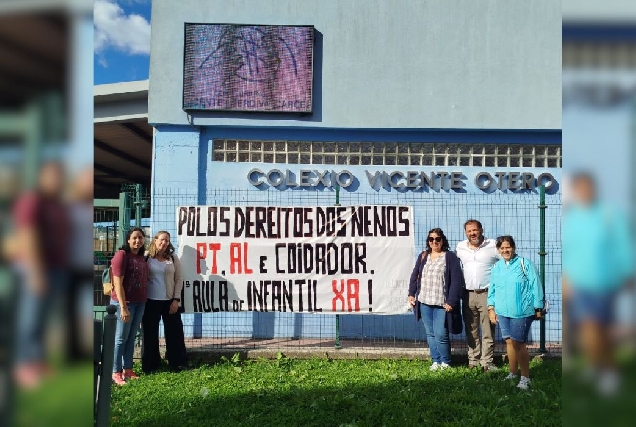 COLEXIO VICENTE OTERO
POLOS DEREITOS DOS NENOS
PT, AL E COIDADOR.
1ª AULA DE INFANTIL XA !